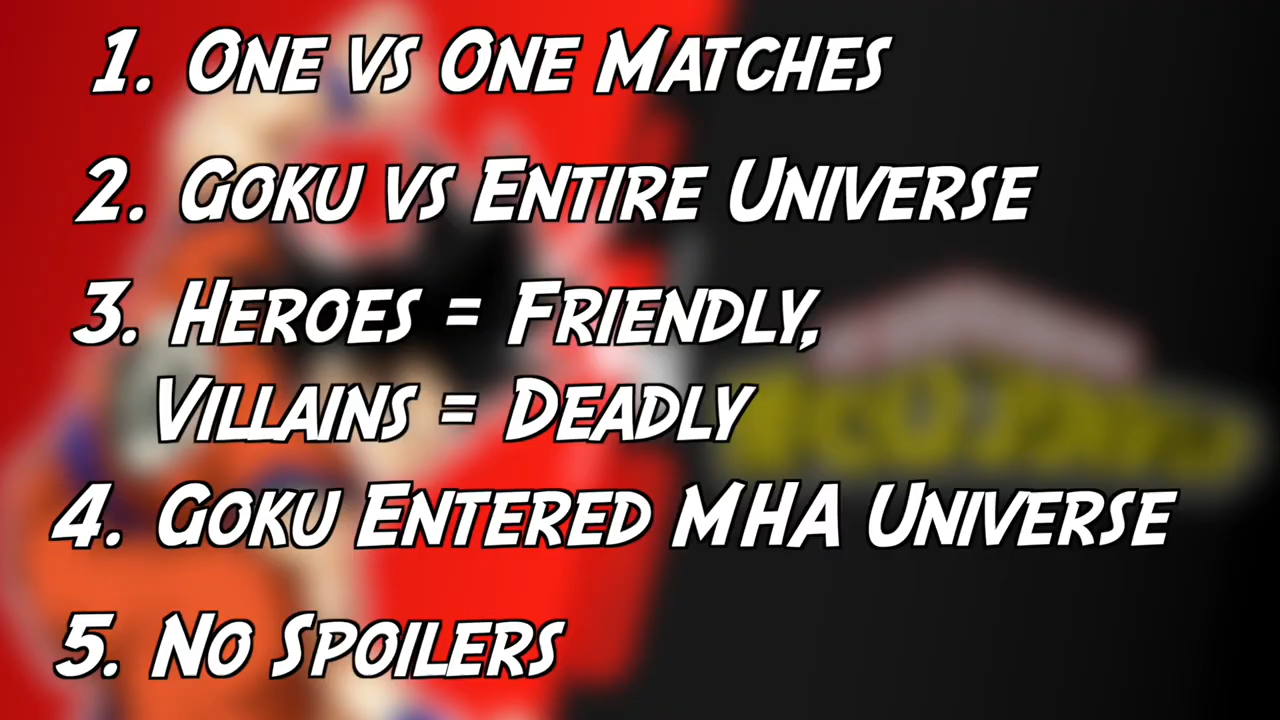 1. One vs One Matches
2. Goku vs Entire Universe
3. Heroes = Friendly,
Villains = Deadly
4. Goku Entered MHA Universe
5. No Spoilers